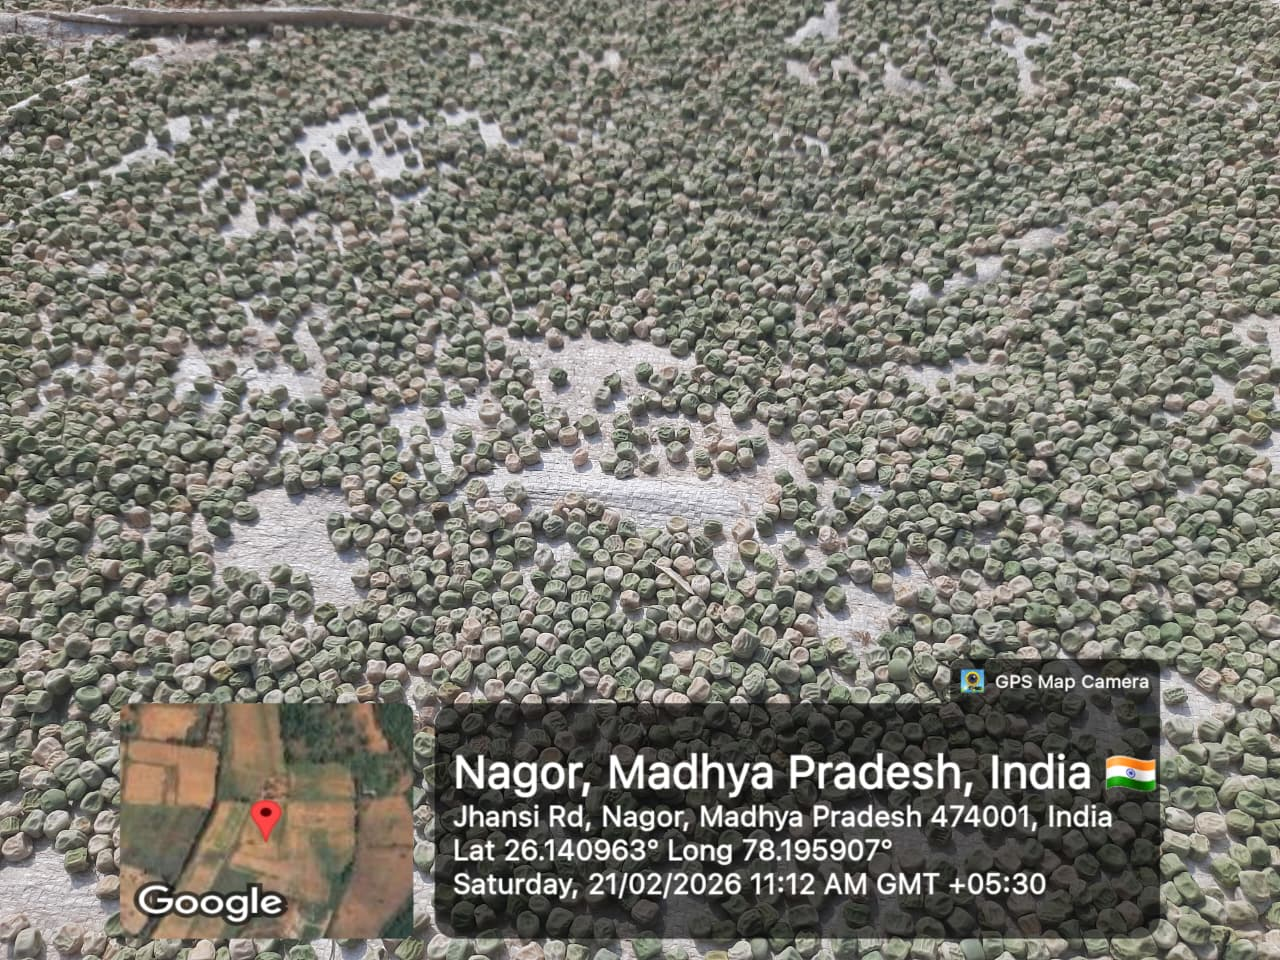 GPS Map Camera
Nagor, Madhya Pradesh, India 🇮🇳
Jhansi Rd, Nagor, Madhya Pradesh 474001, India
Lat 26.140963° Long 78.195907°
Saturday, 21/02/2026 11:12 AM GMT +05:30
Google